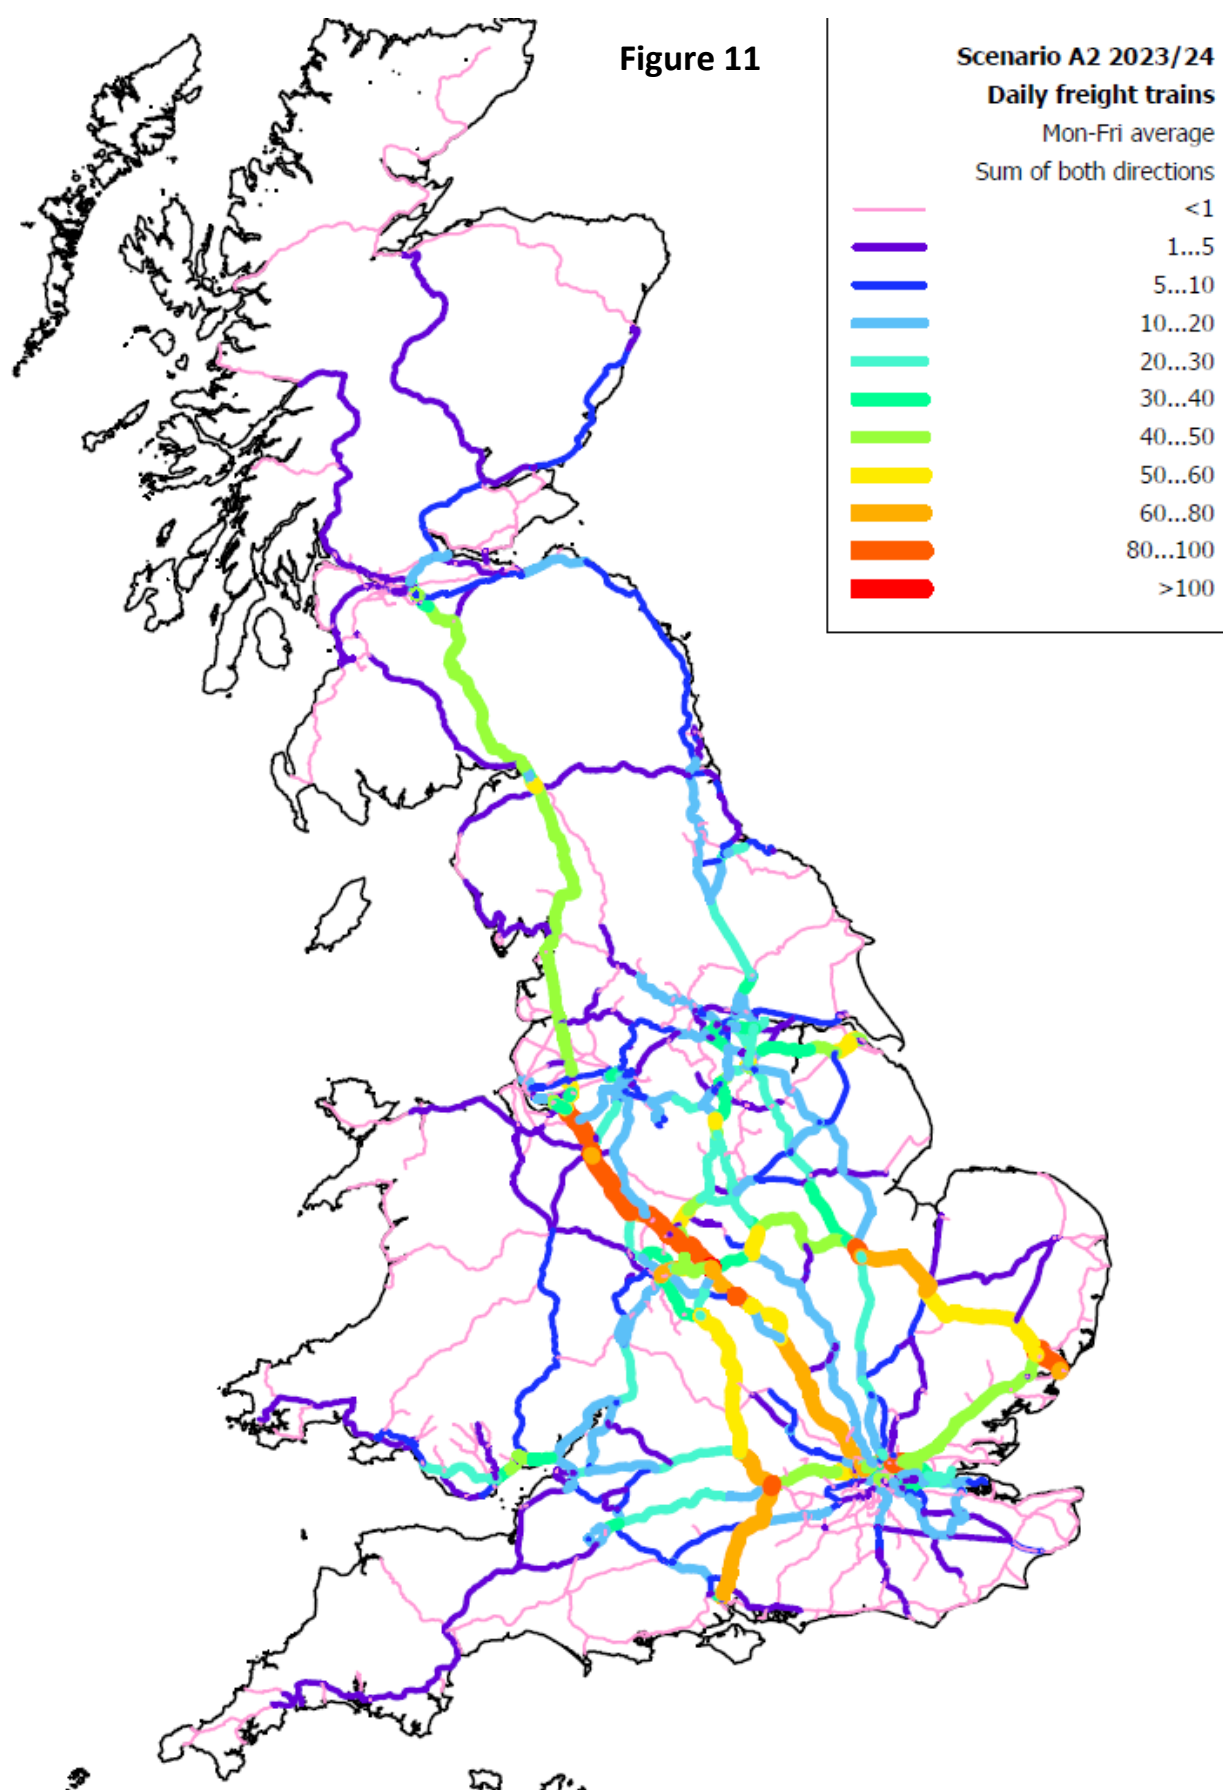 Figure 11
Scenario A2 2023/24
Daily freight trains
Mon-Fri average
Sum of both directions
<1
1...5
5...10
10...20
20...30
30...40
40...50
50...60
60...80
80...100
>100